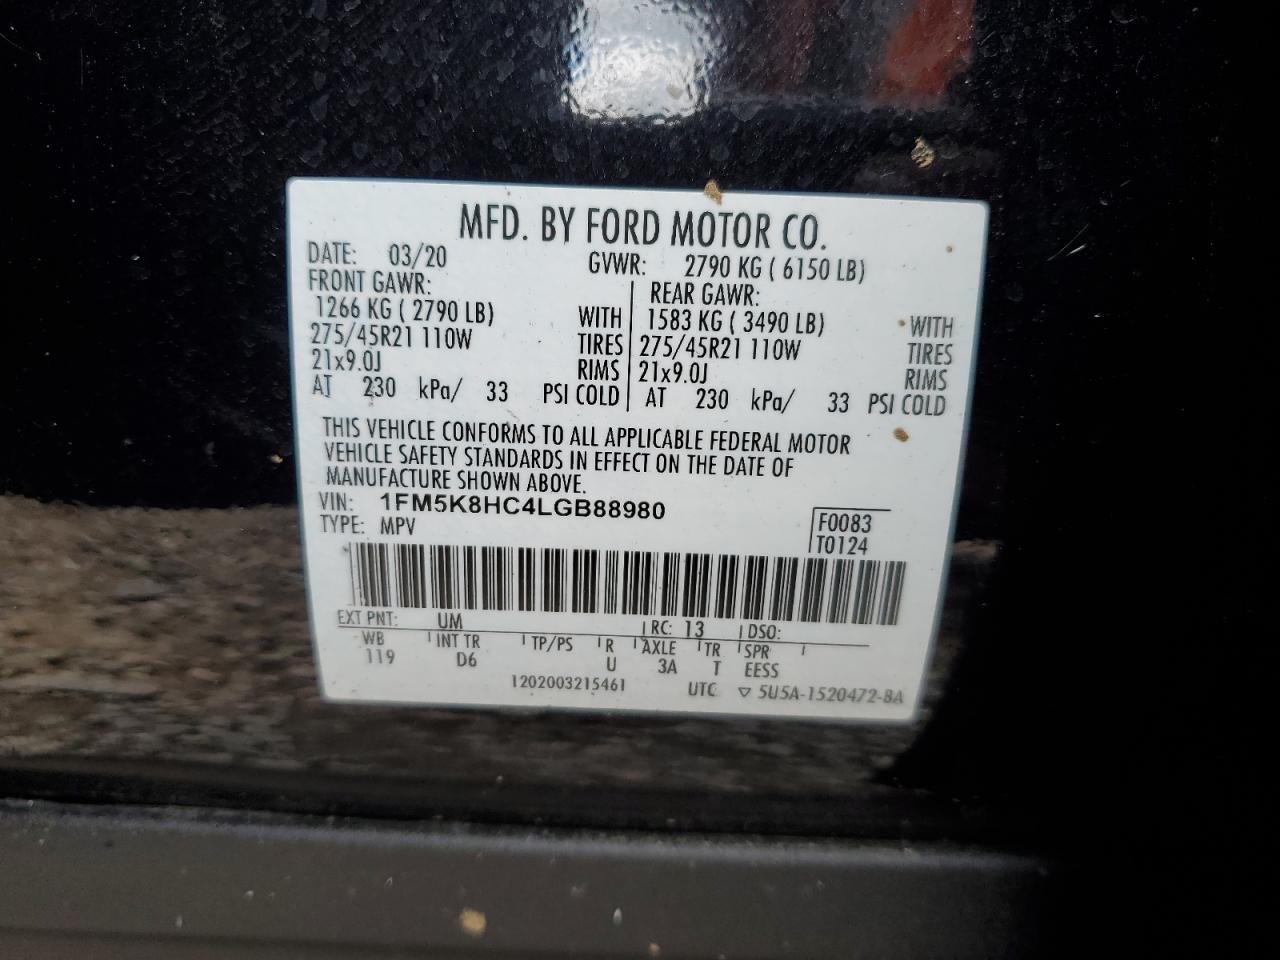 MFD. BY FORD MOTOR CO.
DATE: 03/20 GVWR: 2790 KG ( 6150 LB)
FRONT GAWR: REAR GAWR:
1266 KG ( 2790 LB) WITH 1583 KG ( 3490 LB) WITH
275/45R21 110W TIRES 275/45R21 110W TIRES
21x9.0J RIMS 21x9.0J RIMS
AT 230 kPa/ 33 PSI COLD AT 230 kPa/ 33 PSI COLD
THIS VEHICLE CONFORMS TO ALL APPLICABLE FEDERAL MOTOR
VEHICLE SAFETY STANDARDS IN EFFECT ON THE DATE OF
MANUFACTURE SHOWN ABOVE.
VIN: 1FM5K8HC4LGB88980 F0083
TYPE: MPV T0124
EXT PNT: UM RC: 13 DSO:
WB INT TR TP/PS R AXLE TR SPR
119 D6 U 3A T EESS
1202003215461 UTC ▽ 5U5A-1520472-BA